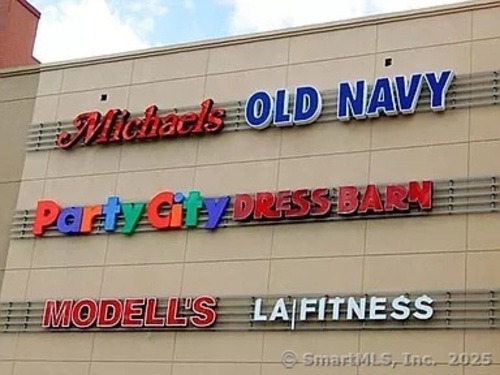 Michaels OLD NAVY
Party City DRESS BARN
MODELL'S LA|FITNESS
© SmartMLS, Inc. 2025